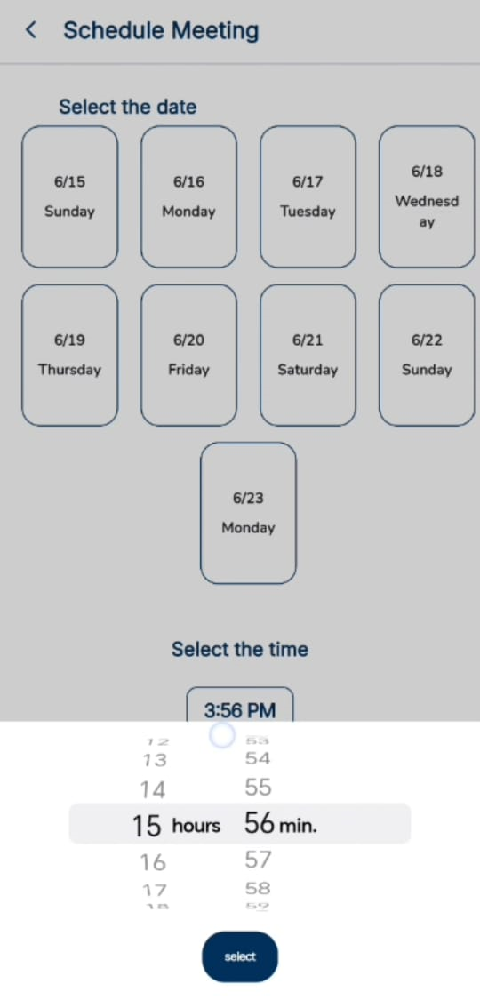 Schedule Meeting
Select the date
6/15
Sunday
6/16
Monday
6/17
Tuesday
6/18
Wednesd
ay
6/19
Thursday
6/20
Friday
6/21
Saturday
6/22
Sunday
6/23
Monday
Select the time
3:56 PM
12 53
13 54
14 55
15 hours 56 min.
16 57
17 58
18 59
select